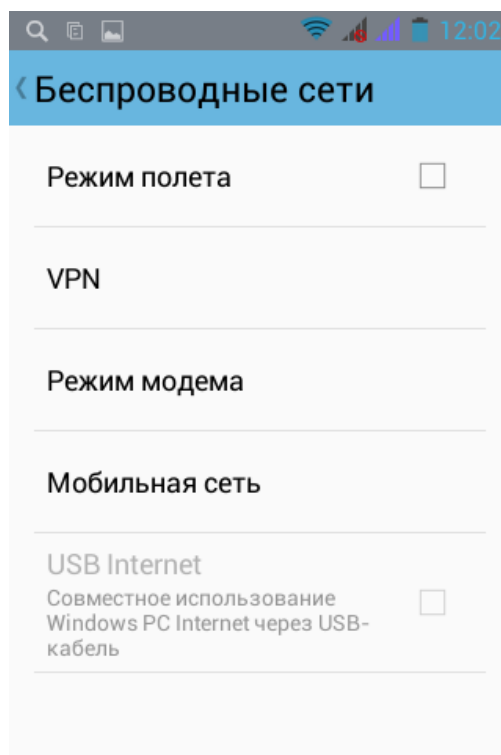 12:02
Беспроводные сети
Режим полета
VPN
Режим модема
Мобильная сеть
USB Internet
Совместное использование
Windows PC Internet через USB-
кабель